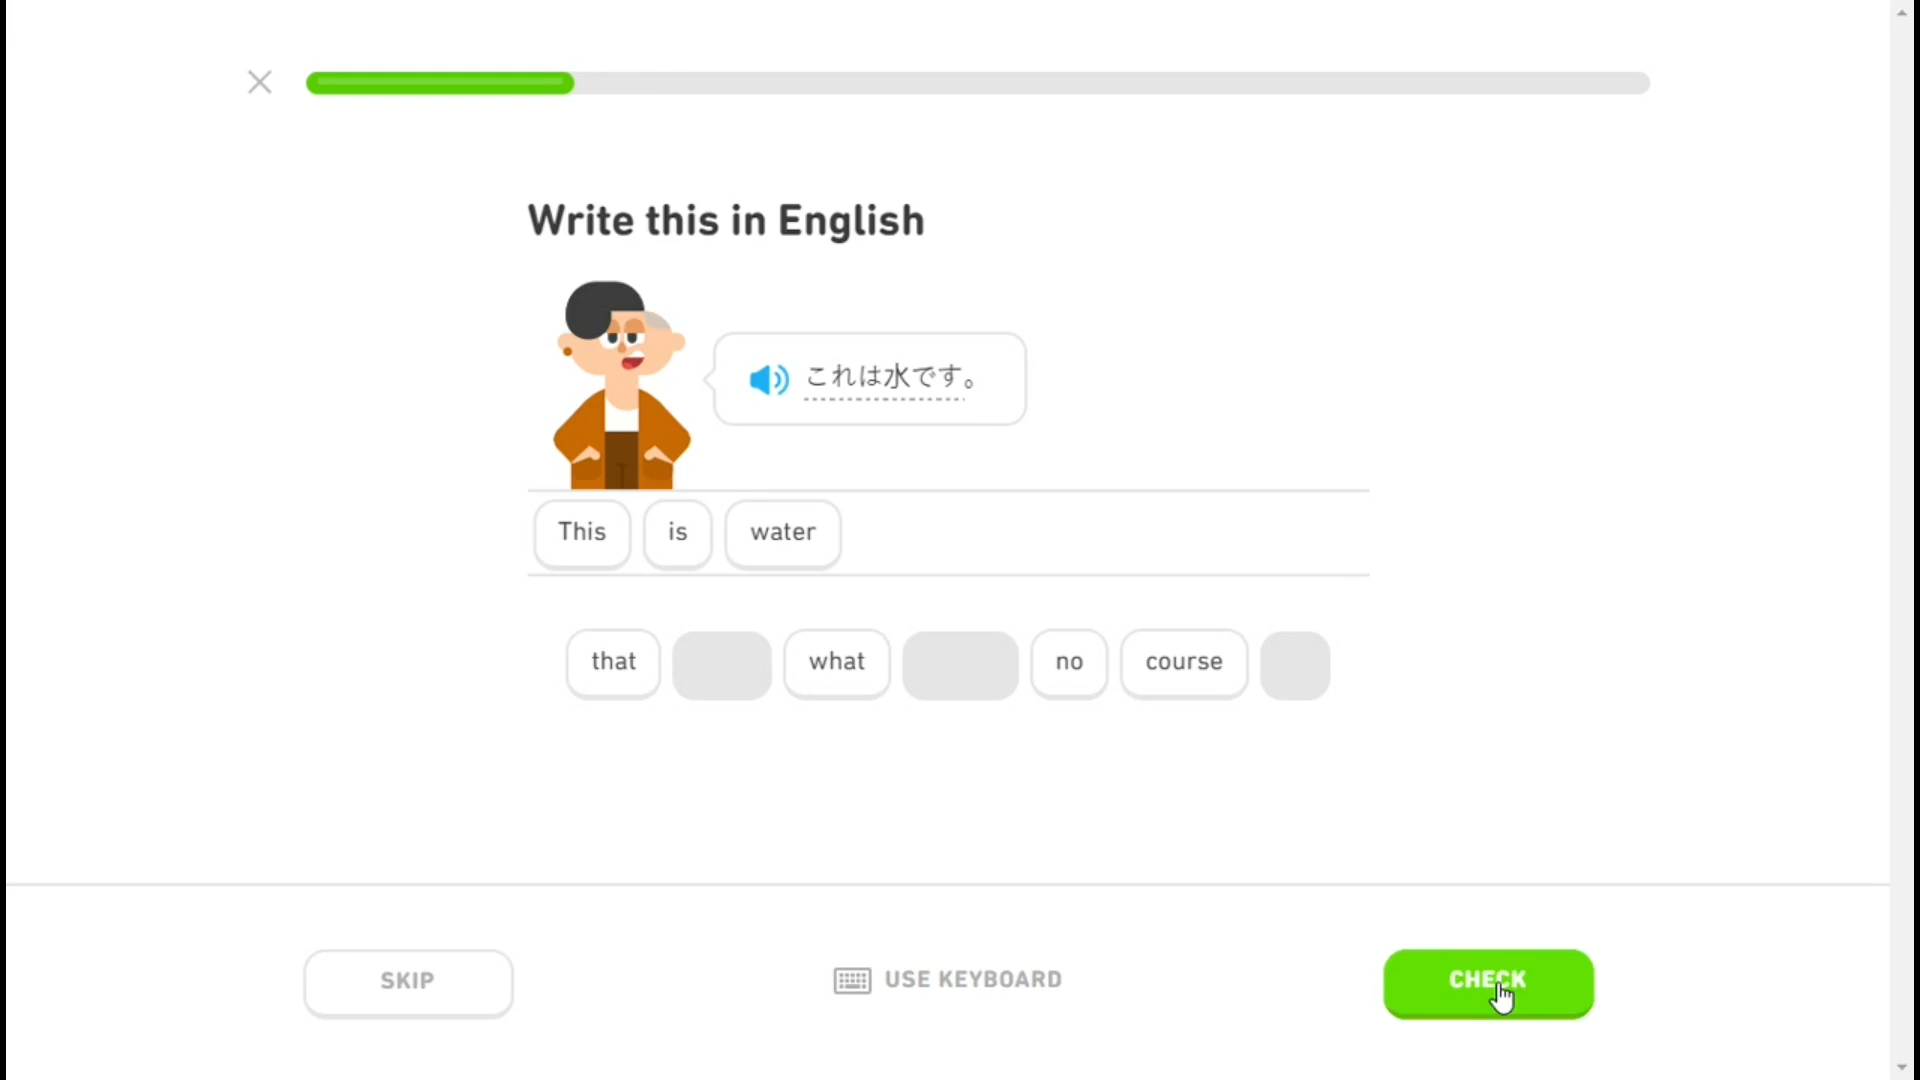 Write this in English
これは水です。
This is water
that what no course
SKIP USE KEYBOARD CHECK